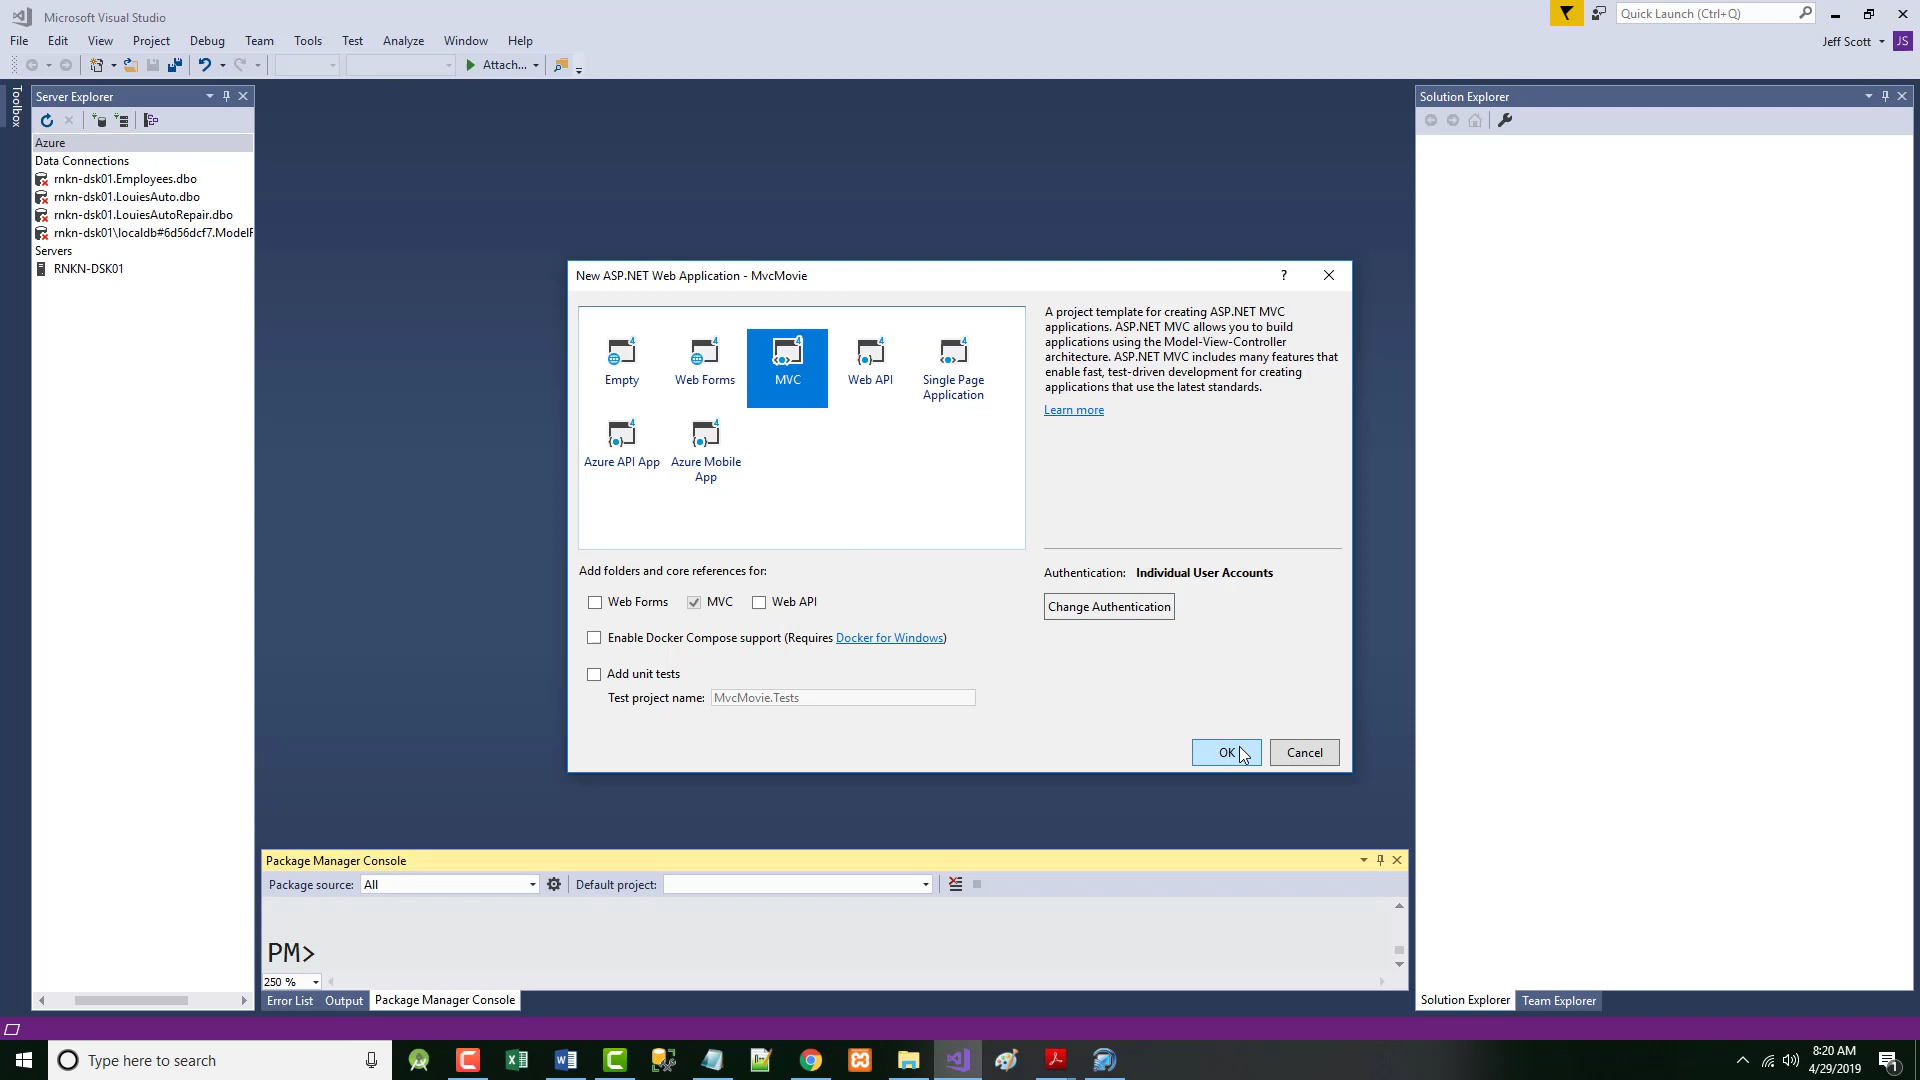 Microsoft Visual Studio
Quick Launch (Ctrl+Q)
File Edit View Project Debug Team Tools Test Analyze Window Help
Jeff Scott JS
Attach...
Toolbox
Server Explorer
Azure
Data Connections
rnkn-dsk01.Employees.dbo
rnkn-dsk01.LouiesAuto.dbo
rnkn-dsk01.LouiesAutoRepair.dbo
rnkn-dsk01\localdb#6d56dcf7.ModelF
Servers
RNKN-DSK01
Solution Explorer
New ASP.NET Web Application - MvcMovie
?
Empty
Web Forms
MVC
Web API
Single Page
Application
Azure API App
Azure Mobile
App
A project template for creating ASP.NET MVC
applications. ASP.NET MVC allows you to build
applications using the Model-View-Controller
architecture. ASP.NET MVC includes many features that
enable fast, test-driven development for creating
applications that use the latest standards.
Learn more
Add folders and core references for:
Web Forms MVC Web API
Enable Docker Compose support (Requires Docker for Windows)
Add unit tests
Test project name: MvcMovie.Tests
Authentication: Individual User Accounts
Change Authentication
OK Cancel
Package Manager Console
Package source: All Default project:
PM>
250 %
Error List Output Package Manager Console
Solution Explorer Team Explorer
Type here to search
8:20 AM
4/29/2019
1